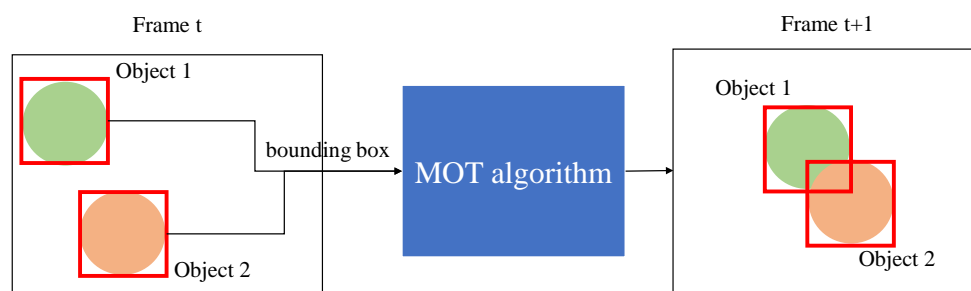 Frame t
Frame t+1
Object 1
Object 1
bounding box
MOT algorithm
Object 2
Object 2